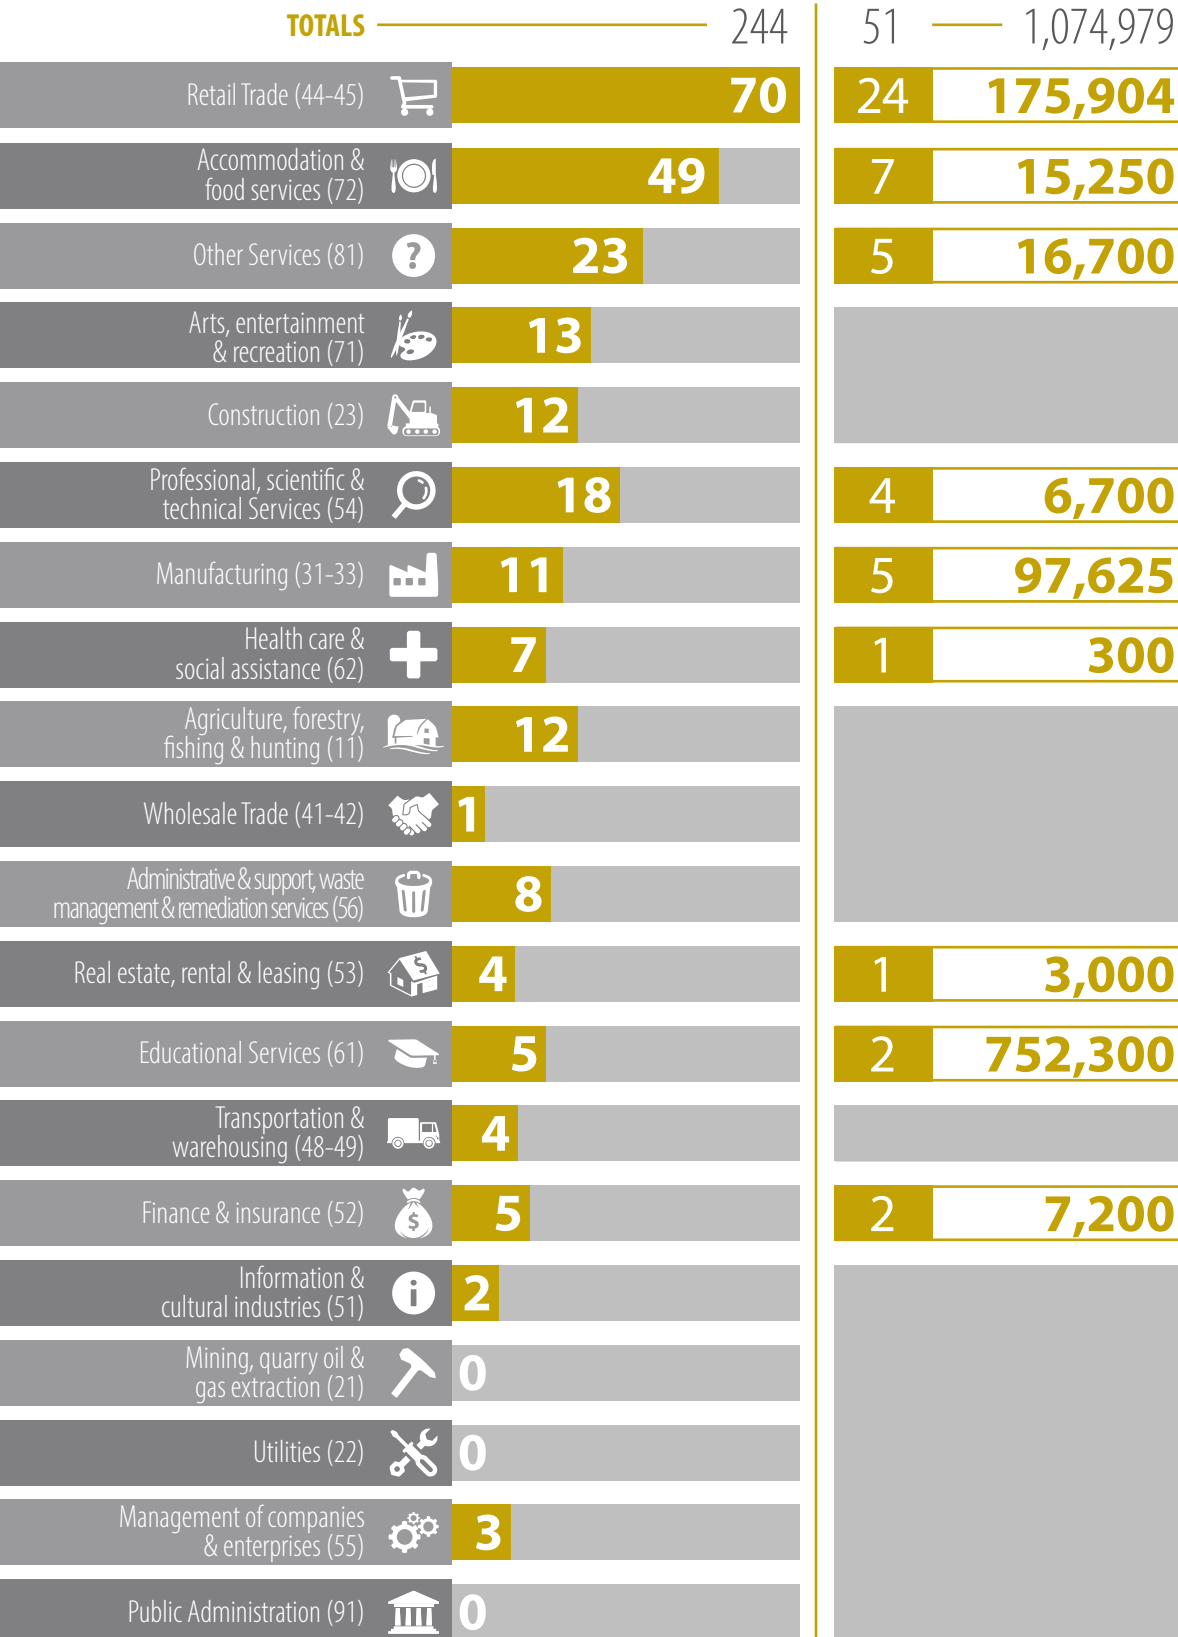 TOTALS 244 51 1,074,979
Retail Trade (44-45) 70 24 175,904
Accommodation &
food services (72) 49 7 15,250
Other Services (81) ? 23 5 16,700
Arts, entertainment
& recreation (71) 13
Construction (23) 12
Professional, scientific &
technical Services (54) 18 4 6,700
Manufacturing (31-33) 11 5 97,625
Health care &
social assistance (62) 7 1 300
Agriculture, forestry,
fishing & hunting (11) 12
Wholesale Trade (41-42) 1
Administrative & support, waste
management & remediation services (56) 8
Real estate, rental & leasing (53) $ 4 1 3,000
Educational Services (61) 5 2 752,300
Transportation &
warehousing (48-49) 4
Finance & insurance (52) $ 5 2 7,200
Information &
cultural industries (51) i 2
Mining, quarry oil &
gas extraction (21) 0
Utilities (22) 0
Management of companies
& enterprises (55) 3
Public Administration (91) 0